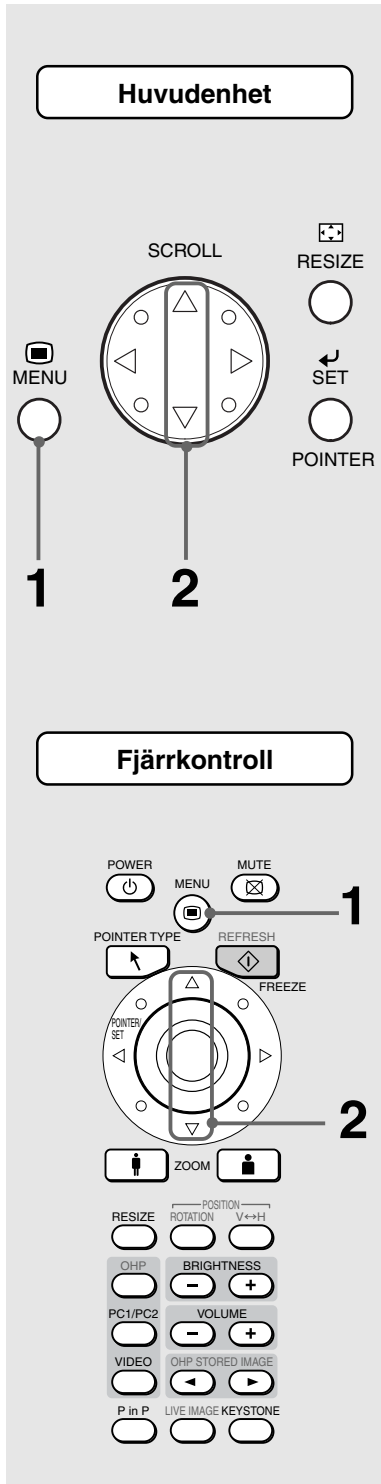 Huvudenhet
SCROLL
RESIZE
MENU
SET
POINTER
1
2
Fjärrkontroll
POWER
MENU
MUTE
1
POINTER TYPE
REFRESH
FREEZE
POINTER/
SET
2
ZOOM
POSITION
RESIZE
ROTATION
V↔H
OHP
BRIGHTNESS
− +
PC1/PC2
VOLUME
− +
VIDEO
OHP STORED IMAGE
P in P
LIVE IMAGE
KEYSTONE